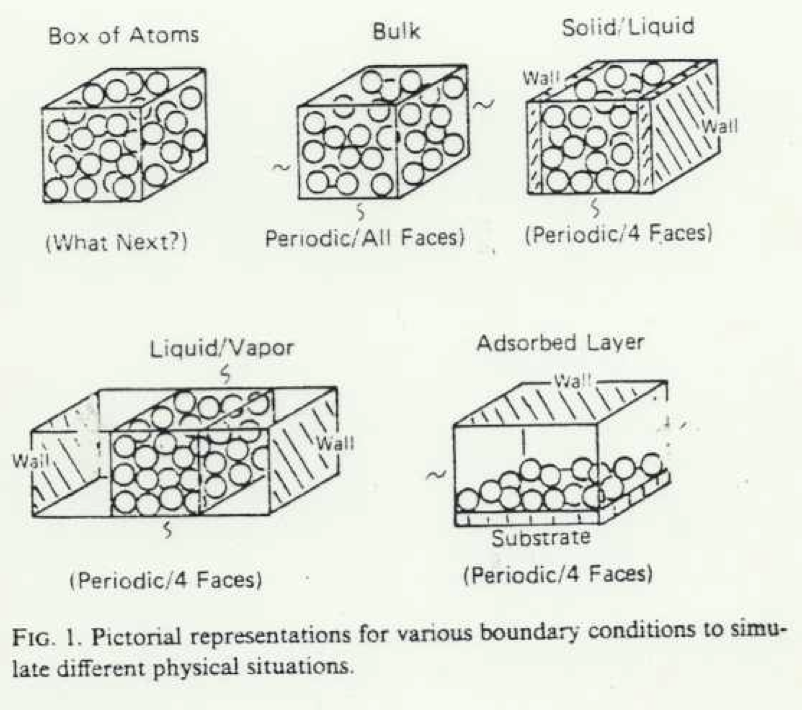 Box of Atoms
Bulk
Solid/Liquid
Wall
Wall
(What Next?)
Periodic/All Faces)
(Periodic/4 Faces)
Liquid/Vapor
Adsorbed Layer
Wall
Wall
Wall
Substrate
(Periodic/4 Faces)
(Periodic/4 Faces)
FIG. 1. Pictorial representations for various boundary conditions to simu-
late different physical situations.